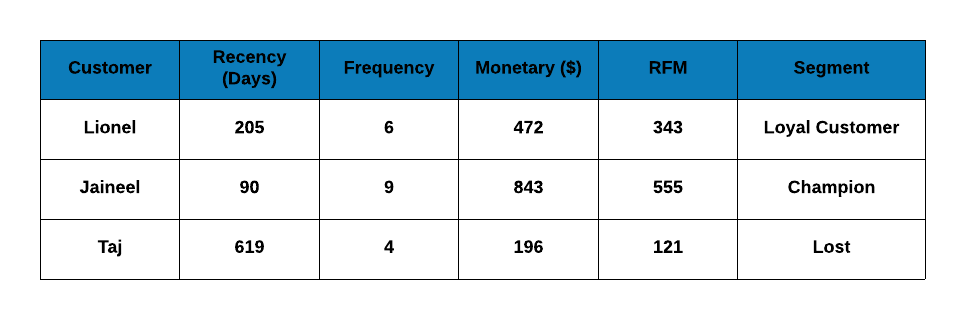 Customer Recency (Days) Frequency Monetary ($) RFM Segment
Lionel 205 6 472 343 Loyal Customer
Jaineel 90 9 843 555 Champion
Taj 619 4 196 121 Lost